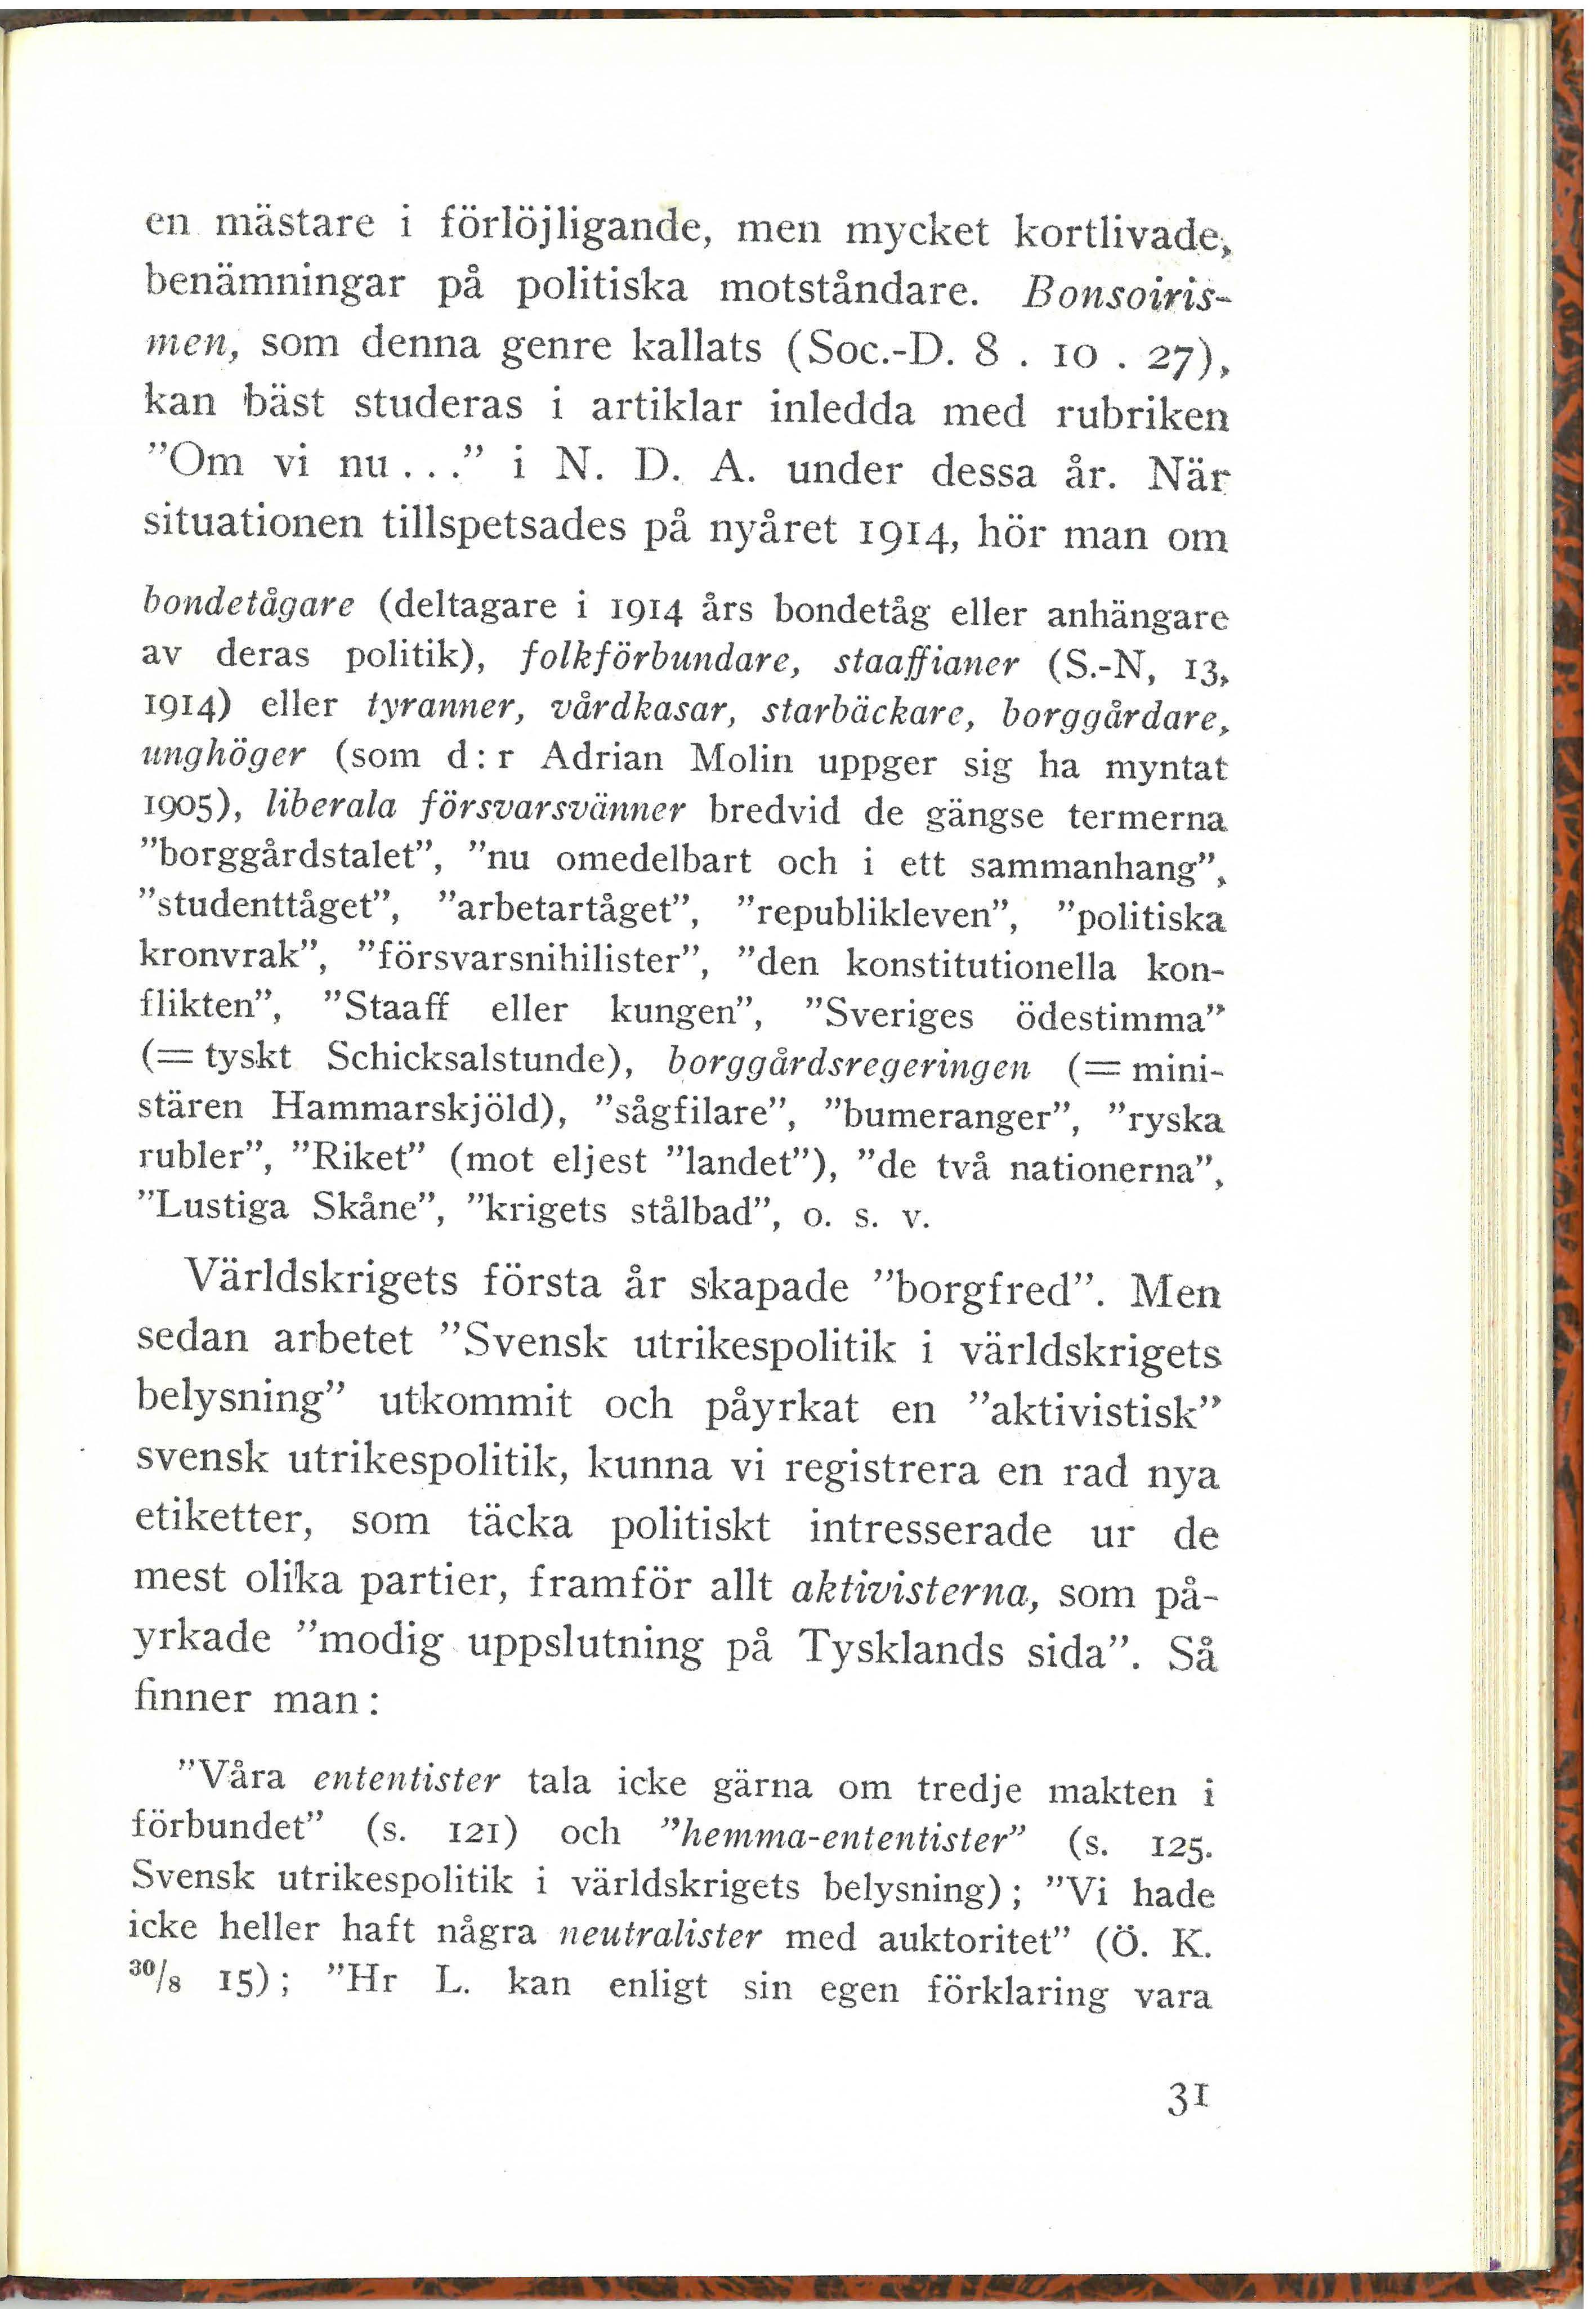 en mästare i förlöjligande, men mycket kortlivade,
benämningar på politiska motståndare. Bonsoiris-
men, som denna genre kallats (Soc.-D. 8 . 10 . 27),
kan bäst studeras i artiklar inledda med rubriken
”Om vi nu . . .” i N. D. A. under dessa år. När
situationen tillspetsades på nyåret 1914, hör man om
bondetågare (deltagare i 1914 års bondetåg eller anhängare
av deras politik), folkförbundare, staaffianer (S.-N, 13,
1914) eller tyranner, vårdkasar, starbäckare, borggårdare,
unghöger (som d:r Adrian Molin uppger sig ha myntat
1905), liberala försvarsvänner bredvid de gängse termerna
”borggårdstalet”, ”nu omedelbart och i ett sammanhang”,
”studenttåget”, ”arbetartåget”, ”republikleven”, ”politiska
kronvrak”, ”försvarsnihilister”, ”den konstitutionella kon-
flikten”, ”Staaff eller kungen”, ”Sveriges ödestimma”
(= tyskt Schicksalstunde), borggårdsregeringen (= mini-
stären Hammarskjöld), ”sågfilare”, ”bumeranger”, ”ryska
rubler”, ”Riket” (mot eljest ”landet”), ”de två nationerna”,
”Lustiga Skåne”, ”krigets stålbad”, o. s. v.
Världskrigets första år skapade ”borgfred”. Men
sedan arbetet ”Svensk utrikespolitik i världskrigets
belysning” utkommit och påyrkat en ”aktivistisk”
svensk utrikespolitik, kunna vi registrera en rad nya
etiketter, som täcka politiskt intresserade ur de
mest olika partier, framför allt aktivisterna, som på-
yrkade ”modig uppslutning på Tysklands sida”. Så
finner man:
”Våra ententister tala icke gärna om tredje makten i
förbundet” (s. 121) och ”hemma-ententister” (s. 125.
Svensk utrikespolitik i världskrigets belysning); ”Vi hade
icke heller haft några neutralister med auktoritet” (Ö. K.
30/8 15); ”Hr L. kan enligt sin egen förklaring vara
31